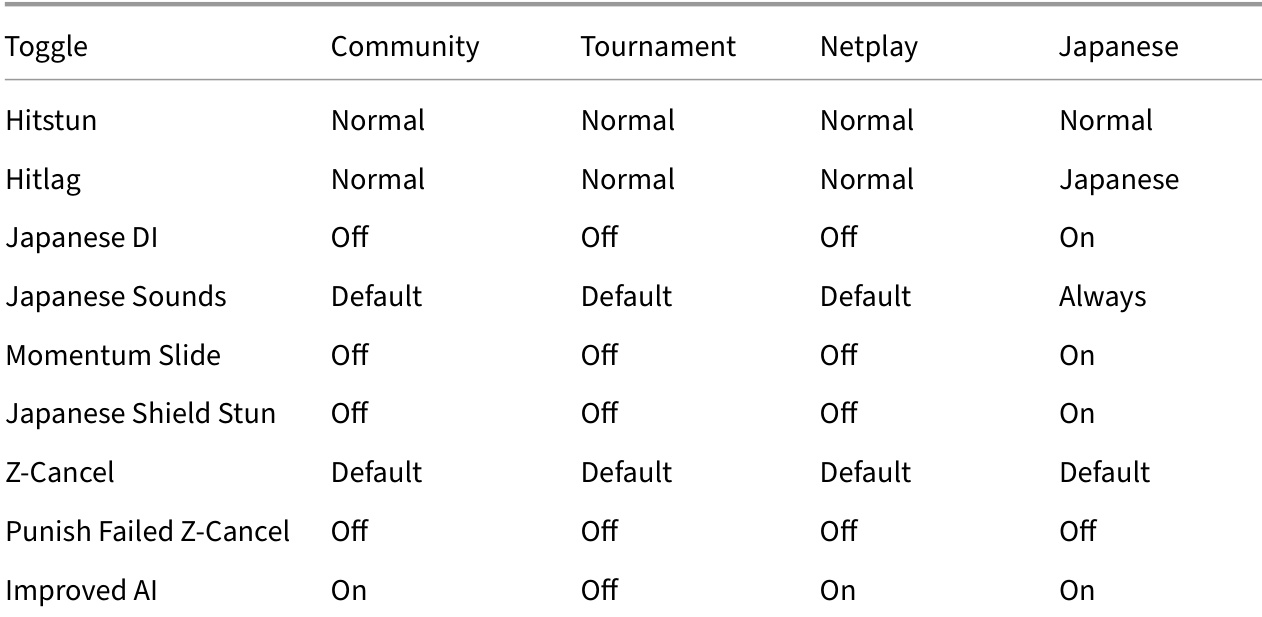 Toggle Community Tournament Netplay Japanese
Hitstun Normal Normal Normal Normal
Hitlag Normal Normal Normal Japanese
Japanese DI Off Off Off On
Japanese Sounds Default Default Default Always
Momentum Slide Off Off Off On
Japanese Shield Stun Off Off Off On
Z-Cancel Default Default Default Default
Punish Failed Z-Cancel Off Off Off Off
Improved AI On Off On On